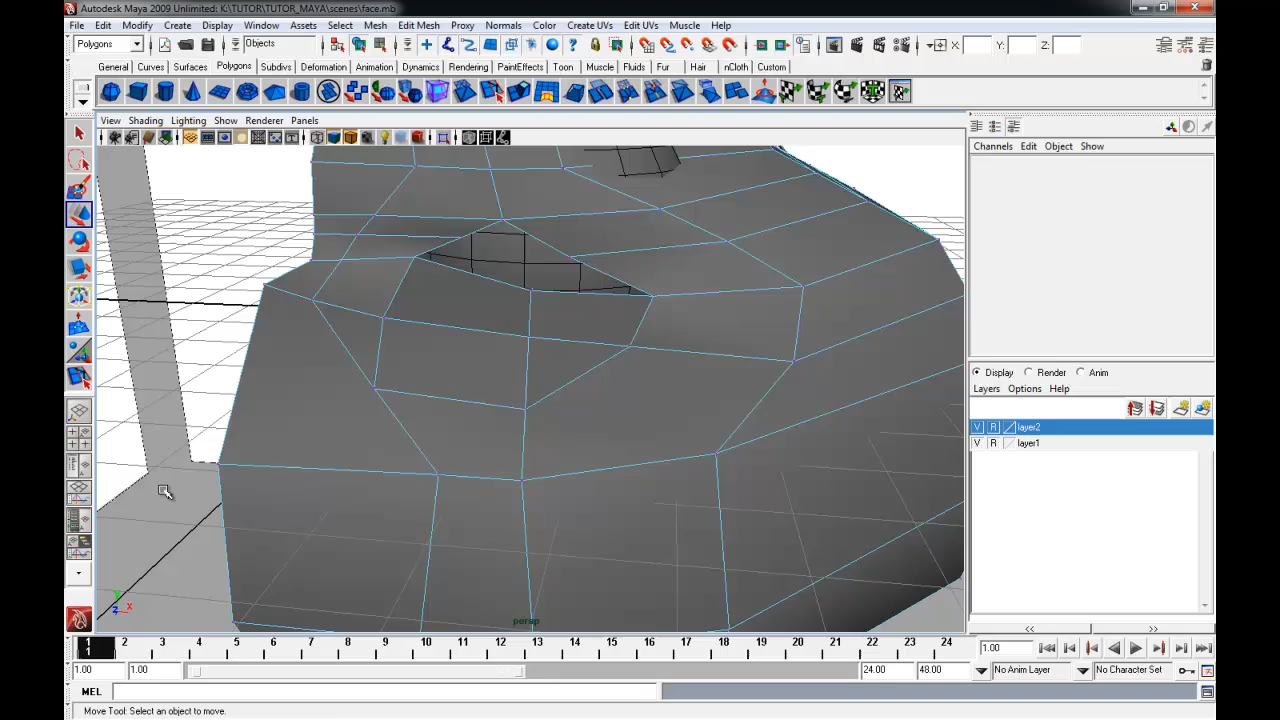 Autodesk Maya 2009 Unlimited: K:\TUTOR\TUTOR_MAYA\scenes\face.mb
File Edit Modify Create Display Window Assets Select Mesh Edit Mesh Proxy Normals Color Create UVs Edit UVs Muscle Help
Polygons Objects X: Y: Z:
General Curves Surfaces Polygons Subdivs Deformation Animation Dynamics Rendering PaintEffects Toon Muscle Fluids Fur Hair nCloth Custom
View Shading Lighting Show Renderer Panels
Channels Edit Object Show
Display Render Anim
Layers Options Help
V R layer2
V R layer1
y
z x
persp
1 2 3 4 5 6 7 8 9 10 11 12 13 14 15 16 17 18 19 20 21 22 23 24
1 1.00
1.00 1.00 24.00 48.00 No Anim Layer No Character Set
MEL
Move Tool: Select an object to move.